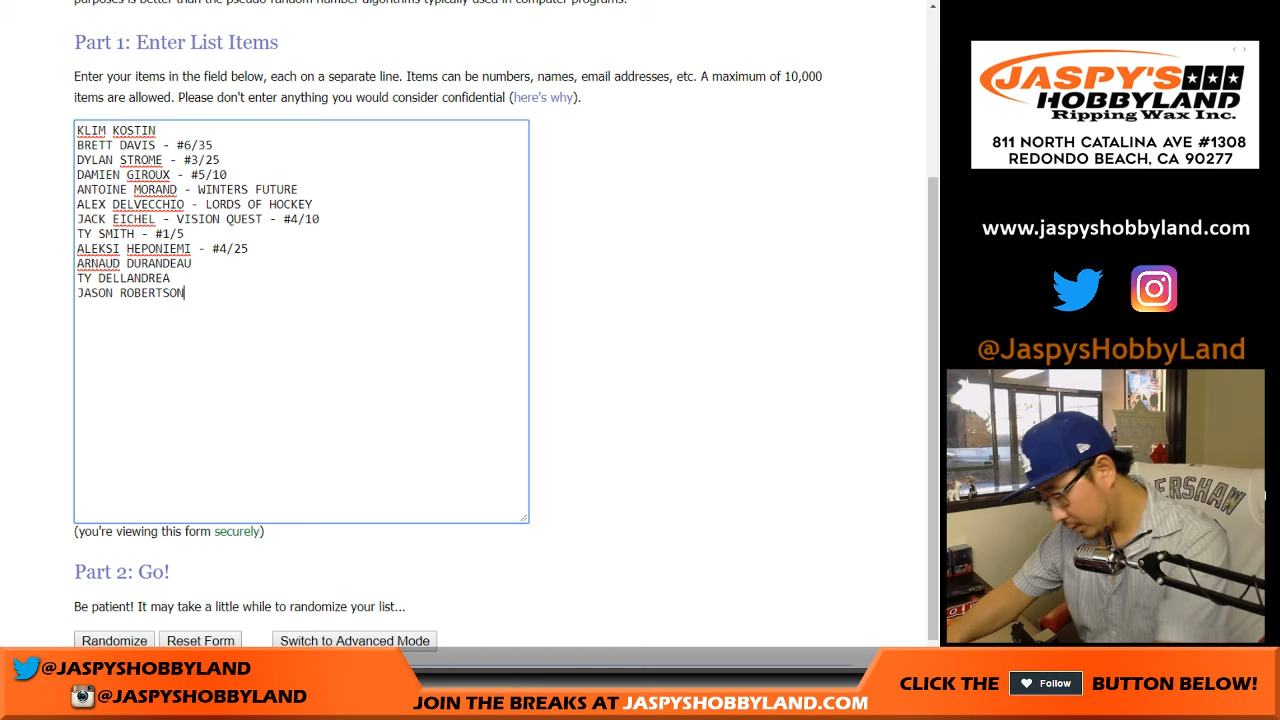 purposes is better than the pseudo-random number algorithms typically used in computer programs.
Part 1: Enter List Items
Enter your items in the field below, each on a separate line. Items can be numbers, names, email addresses, etc. A maximum of 10,000
items are allowed. Please don't enter anything you would consider confidential (here's why).
KLIM KOSTIN
BRETT DAVIS - #6/35
DYLAN STROME - #3/25
DAMIEN GIROUX - #5/10
ANTOINE MORAND - WINTERS FUTURE
ALEX DELVECCHIO - LORDS OF HOCKEY
JACK EICHEL - VISION QUEST - #4/10
TY SMITH - #1/5
ALEKSI HEPONIEMI - #4/25
ARNAUD DURANDEAU
TY DELLANDREA
JASON ROBERTSON
(you're viewing this form securely)
Part 2: Go!
Be patient! It may take a little while to randomize your list...
Randomize
Reset Form
Switch to Advanced Mode
JASPY'S
HOBBYLAND
Ripping Wax Inc.
811 NORTH CATALINA AVE #1308
REDONDO BEACH, CA 90277
www.jaspyshobbyland.com
@JaspysHobbyLand
ERSHAW
@JASPYSHOBBYLAND
@JASPYSHOBBYLAND
JOIN THE BREAKS AT JASPYSHOBBYLAND.COM
CLICK THE
Follow
BUTTON BELOW!